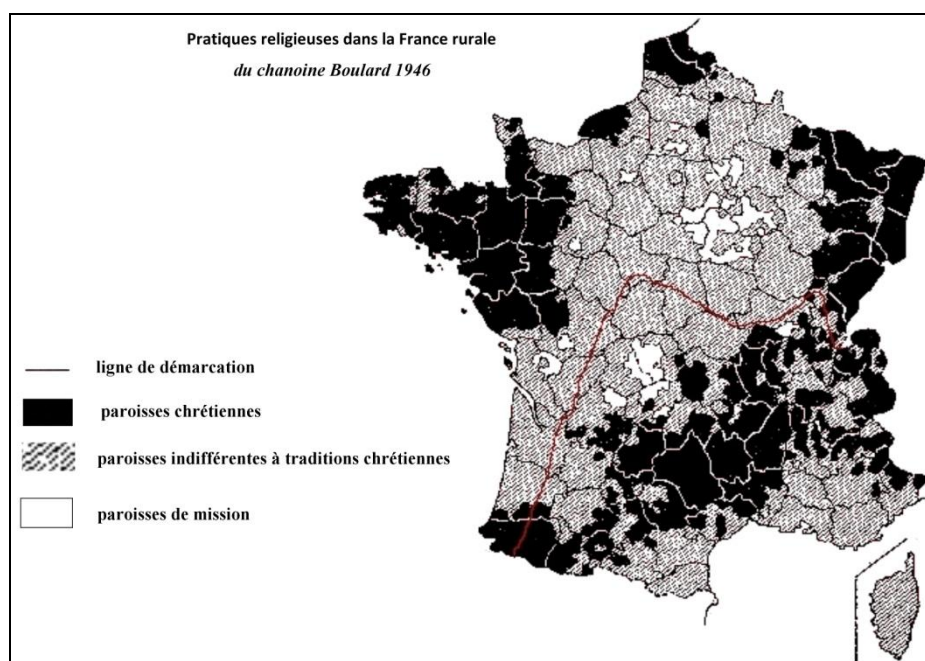 Pratiques religieuses dans la France rurale
du chanoine Boulard 1946
ligne de démarcation
paroisses chrétiennes
paroisses indifférentes à traditions chrétiennes
paroisses de mission